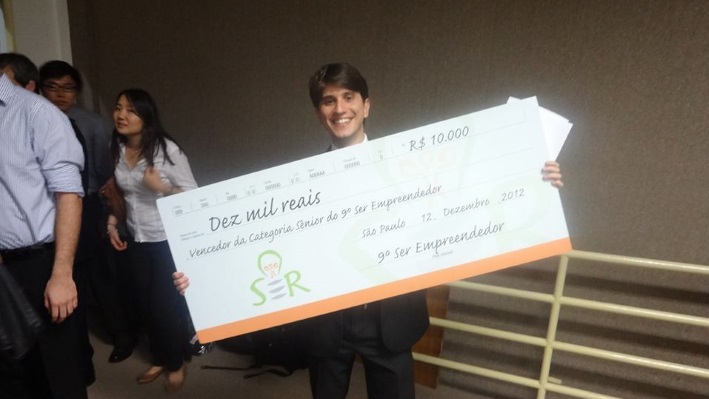 R$ 10.000
Dez mil reais
Vencedor da Categoria Sênior do 9º Ser Empreendedor
São Paulo 12 Dezembro 2012
9º Ser Empreendedor
SER